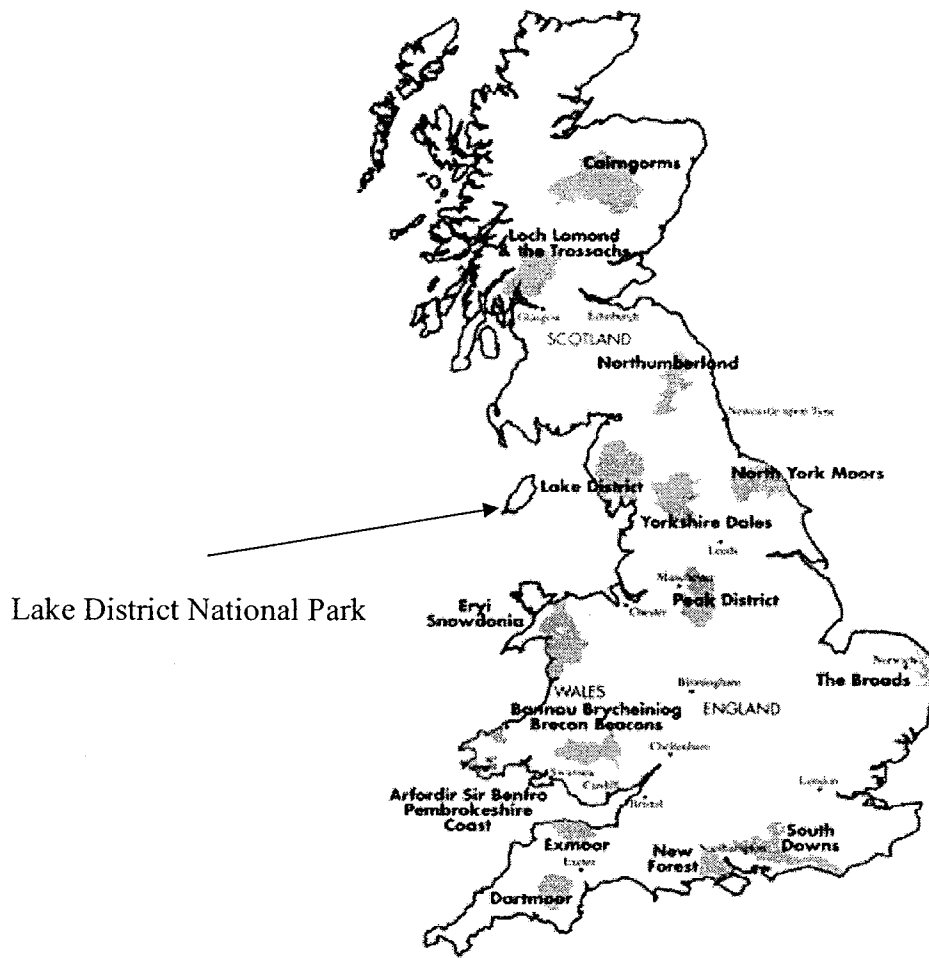 Cairngorms
Loch Lomond
& the Trossachs
Glasgow
Edinburgh
SCOTLAND
Northumberland
Newcastle upon Tyne
North York Moors
Lake District
Yorkshire Dales
Leeds
Lake District National Park
Manchester
Peak District
Chester
Eryi
Snowdonia
Norwich
The Broads
Birmingham
WALES
ENGLAND
Bannau Brycheiniog
Brecon Beacons
Cheltenham
Swansea
Cardiff
London
Arfordir Sir Benfro
Pembrokeshire
Coast
Bristol
South
Downs
Exmoor
Southampton
New
Forest
Exeter
Dartmoor